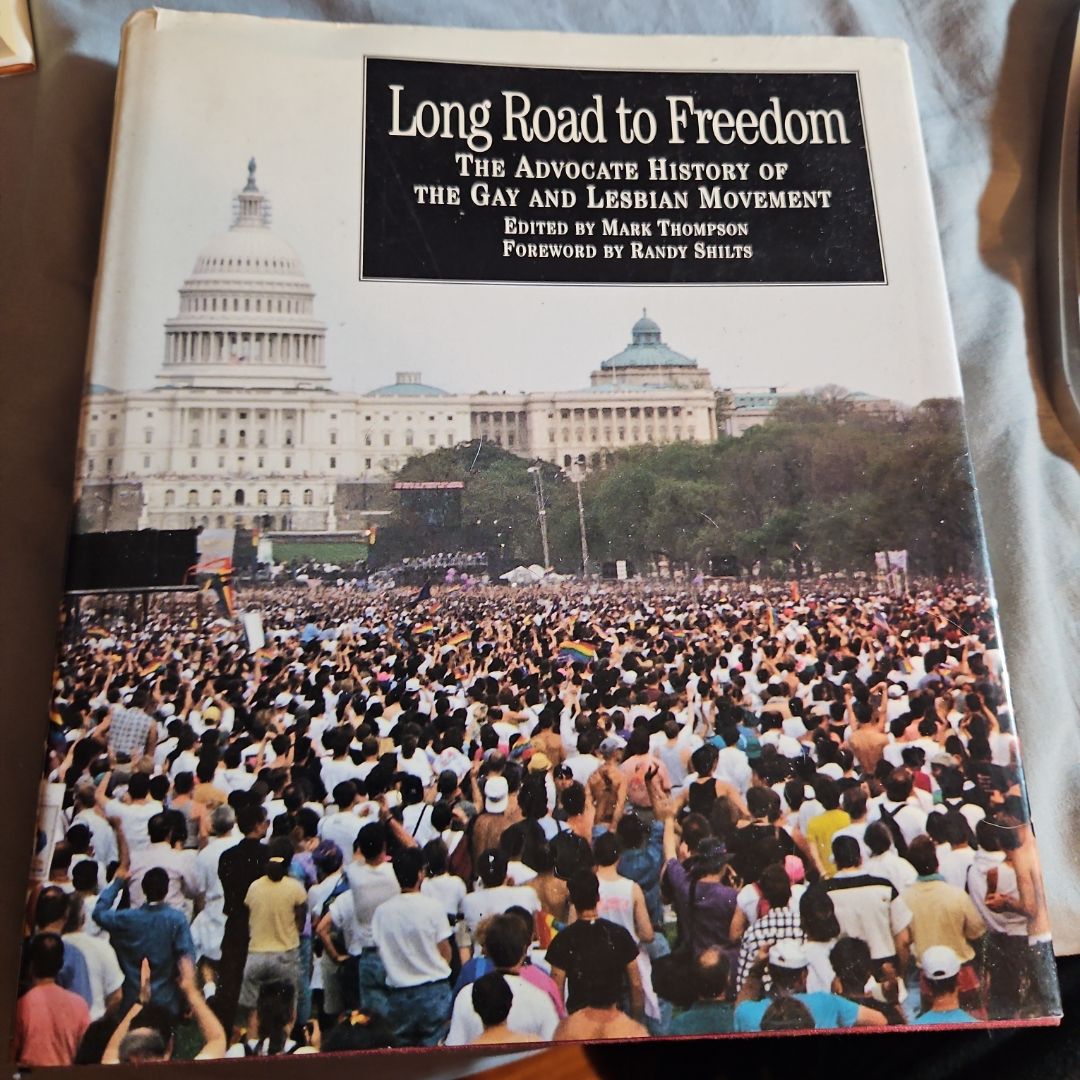 Long Road to Freedom
The Advocate History of
the Gay and Lesbian Movement
Edited by Mark Thompson
Foreword by Randy Shilts